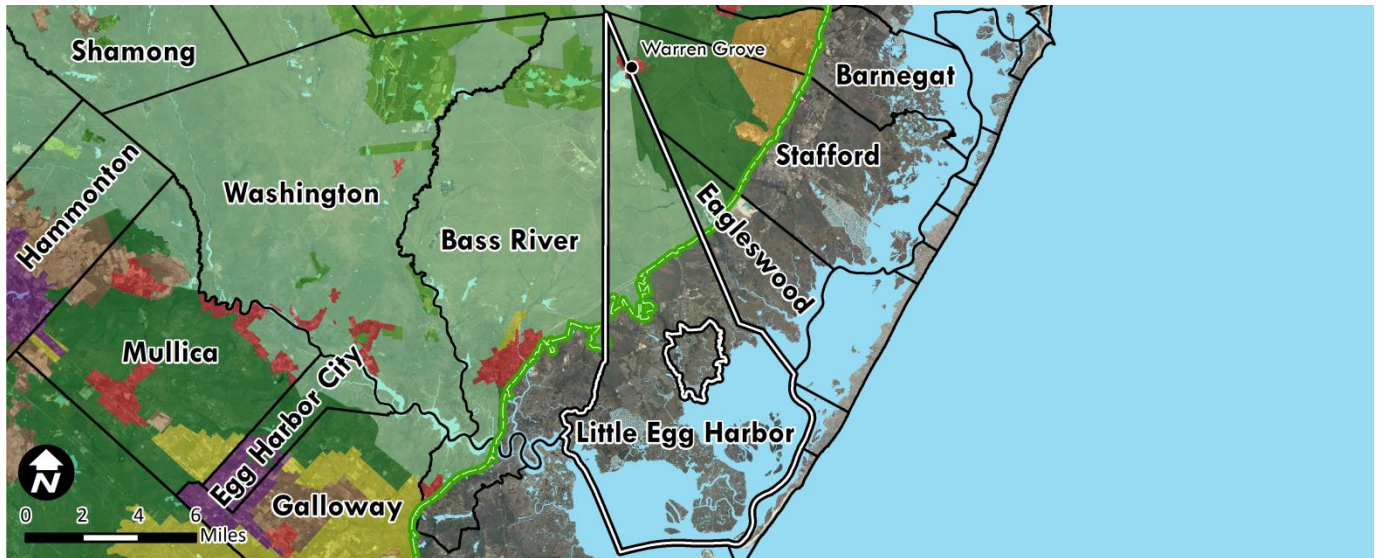 Shamong
Warren Grove
Barnegat
Hammonton
Stafford
Washington
Eagleswood
Bass River
Mullica
Egg Harbor City
Little Egg Harbor
Galloway
N
0 2 4 6
Miles